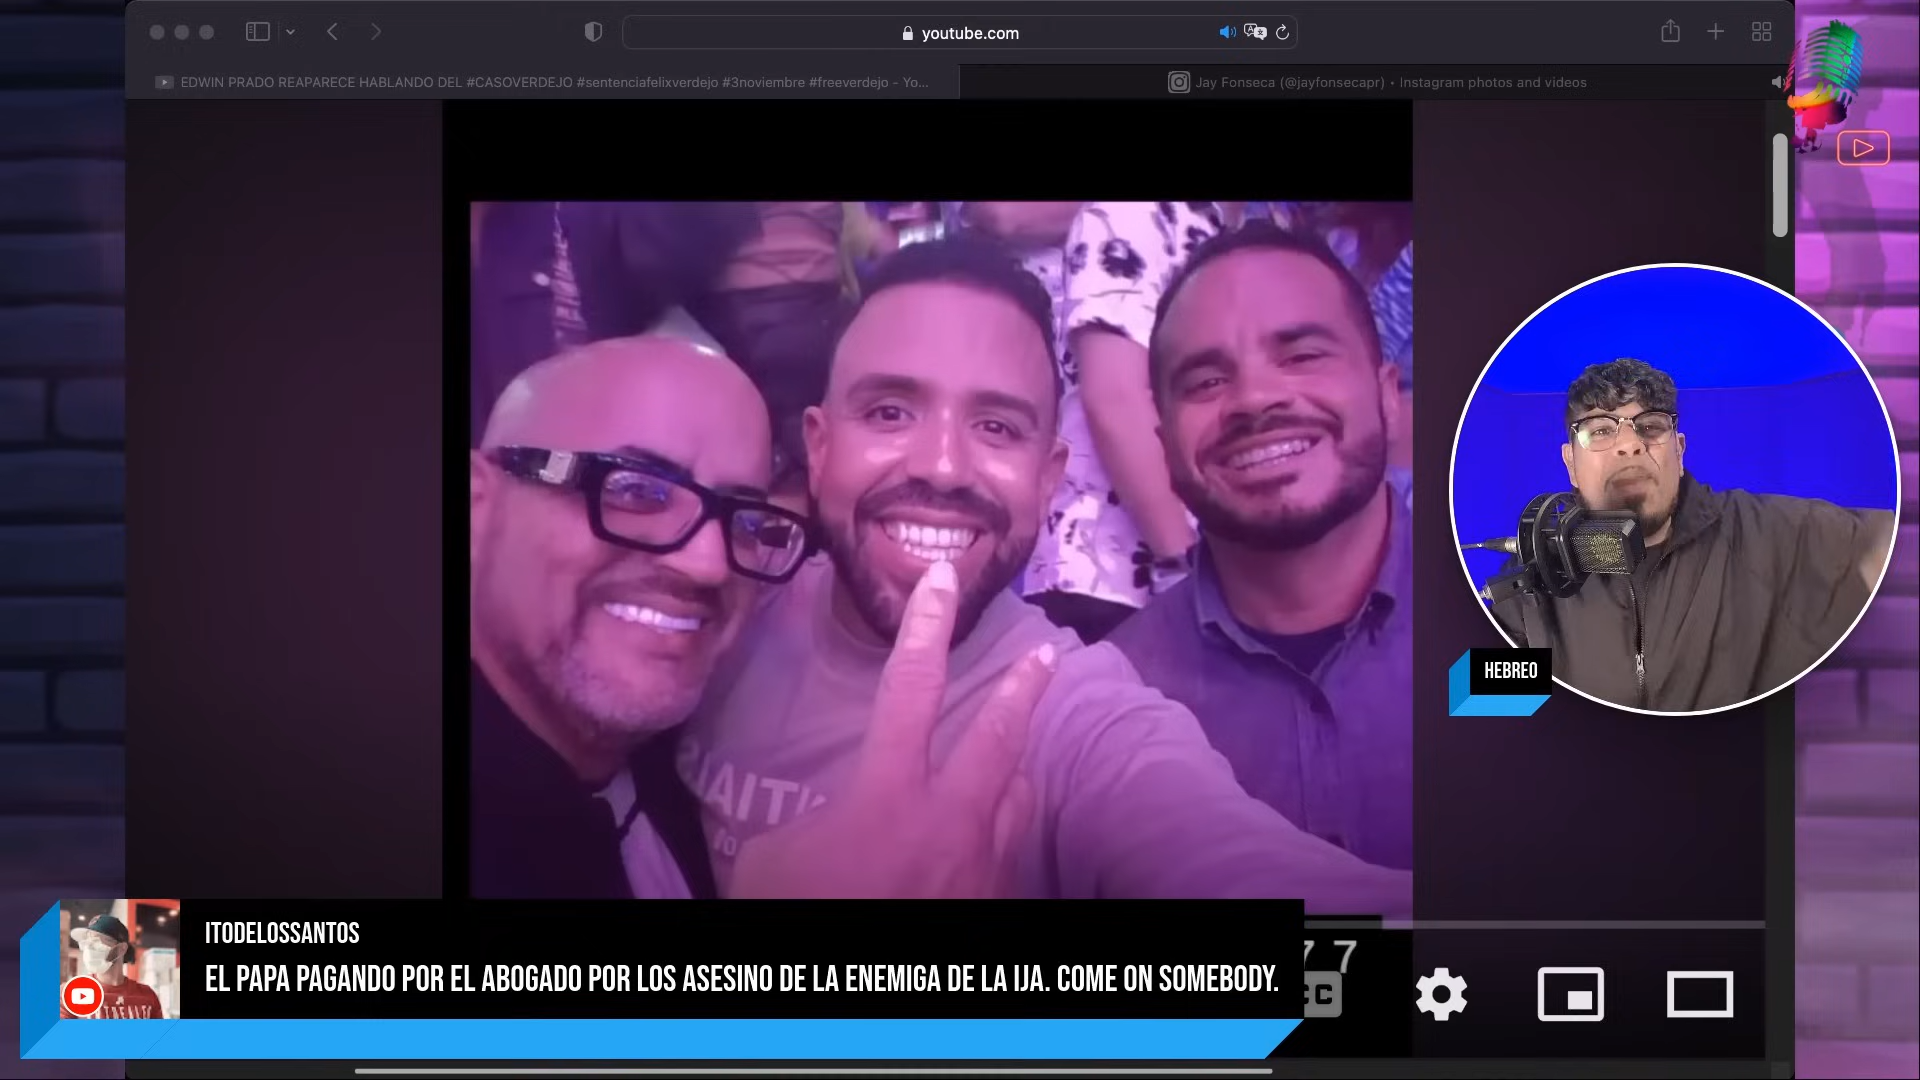 youtube.com
EDWIN PRADO REAPARECE HABLANDO DEL #CASOVERDEJO #sentenciafelixverdejo #3noviembre #freeverdejo - Yo...
Jay Fonseca (@jayfonsecapr) • Instagram photos and videos
HEBREO
ITODELOSSANTOS
EL PAPA PAGANDO POR EL ABOGADO POR LOS ASESINO DE LA ENEMIGA DE LA IJA. COME ON SOMEBODY.